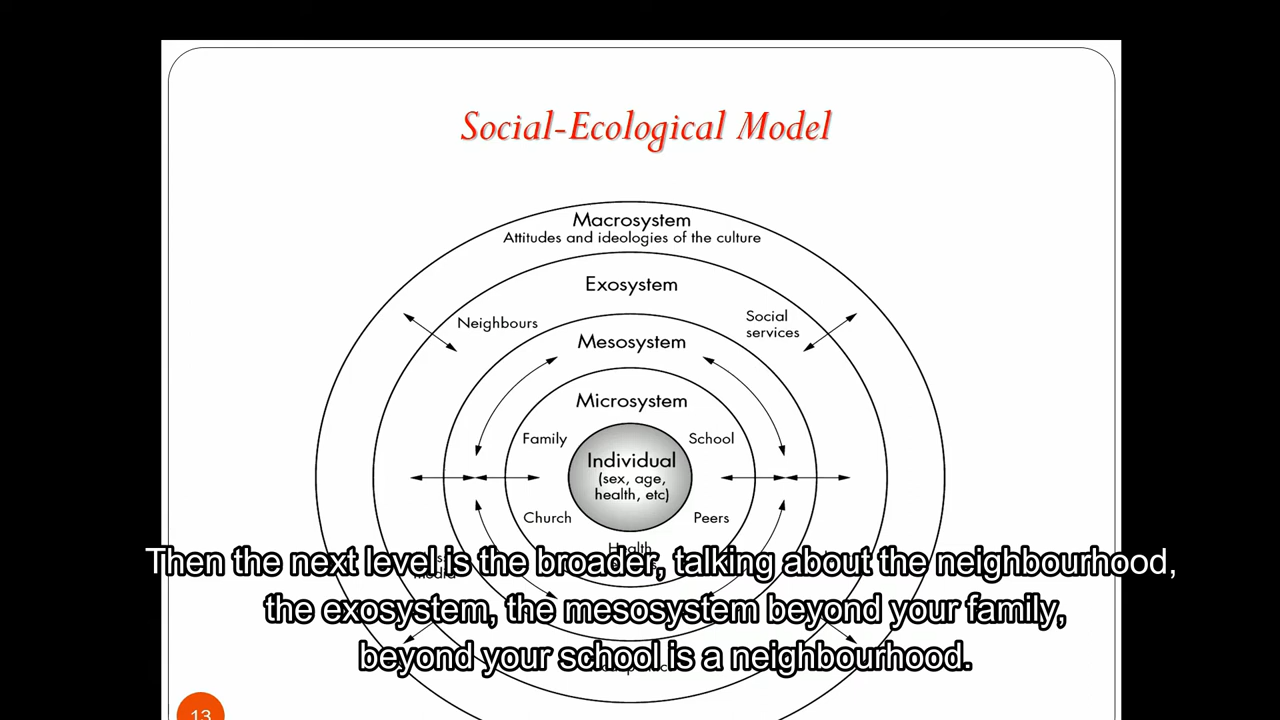 Social-Ecological Model
Macrosystem
Attitudes and ideologies of the culture
Exosystem
Neighbours
Social
services
Mesosystem
Microsystem
Family
School
Individual
(sex, age,
health, etc)
Church
Peers
Health
Then the next level is the broader, talking about the neighbourhood,
the exosystem, the mesosystem beyond your family,
beyond your school is a neighbourhood.
13